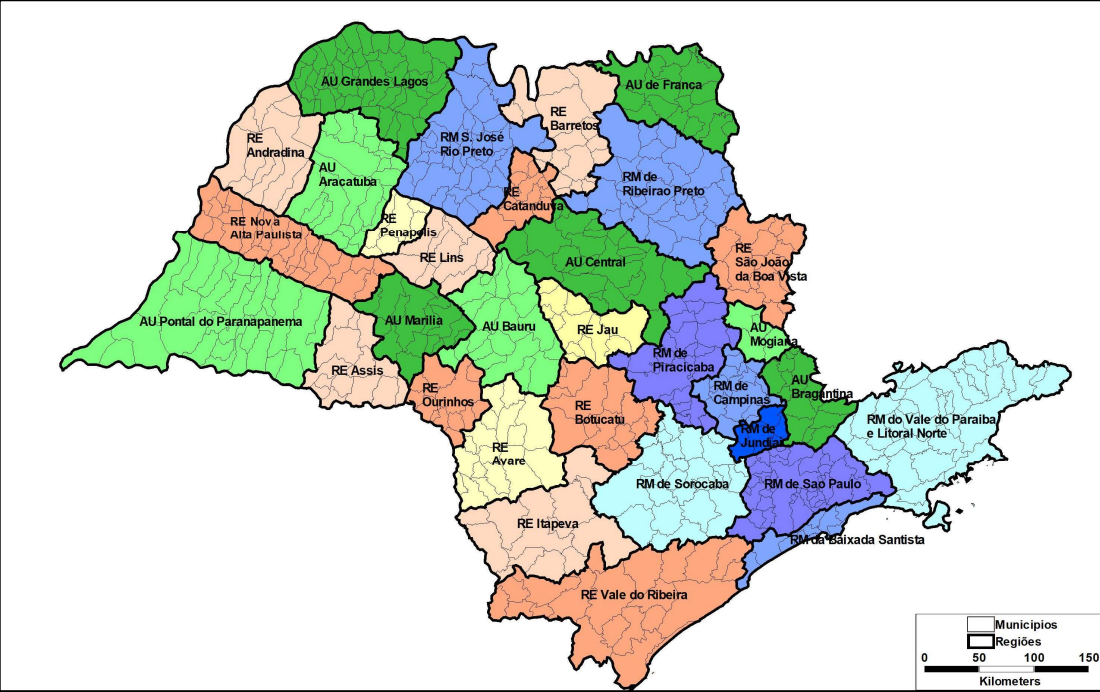 AU Grandes Lagos
AU de Franca
RE
Barretos
RM S. José
Rio Preto
RE
Andradina
AU
Aracatuba
RM de
Ribeirao Preto
RE
Catanduva
RE
Penapolis
RE Nova
Alta Paulista
RE Lins
AU Central
RE
São João
da Boa Vista
AU Pontal do Paranapanema
AU Marilia
AU Bauru
RE Jau
AU
Mogiana
RM de
Piracicaba
RE Assis
RE
Ourinhos
RM de
Campinas
AU
Bragantina
RE
Botucatu
RM do Vale do Paraiba
e Litoral Norte
RM de
Jundiai
RE
Avare
RM de Sorocaba
RM de Sao Paulo
RE Itapeva
RM da Baixada Santista
RE Vale do Ribeira
Municipios
Regiões
0 50 100 150
Kilometers